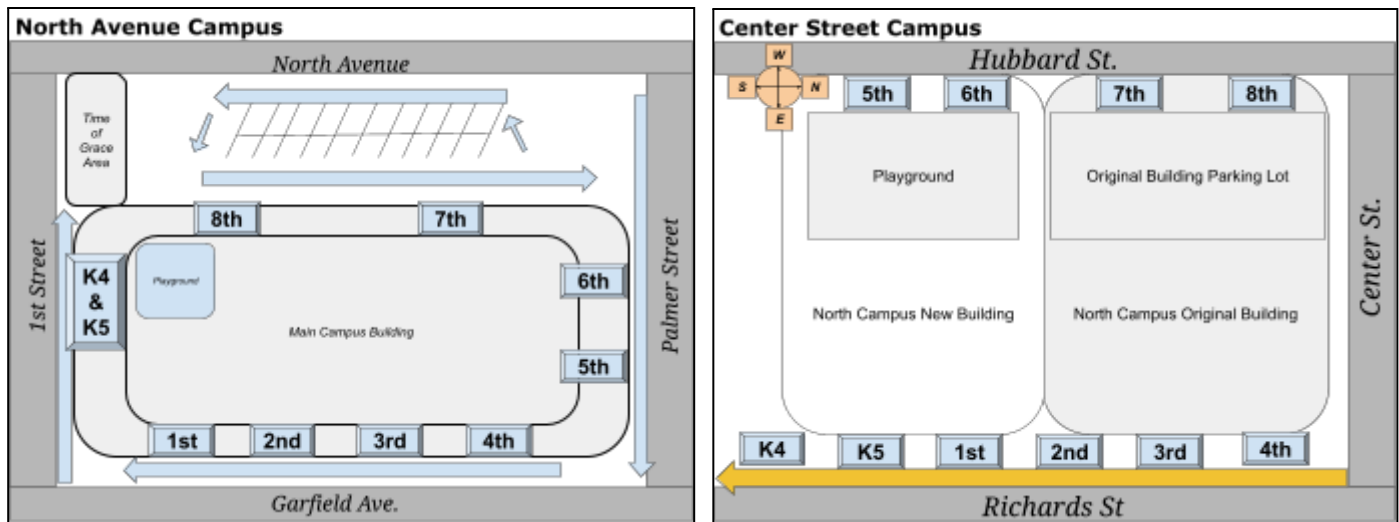 North Avenue Campus
North Avenue
Time
of
Grace
Area
8th
7th
K4
&
K5
Playground
6th
1st Street
Palmer Street
Main Campus Building
5th
1st
2nd
3rd
4th
Garfield Ave.
Center Street Campus
Hubbard St.
W
S
N
E
5th
6th
7th
8th
Playground
Original Building Parking Lot
Center St.
North Campus New Building
North Campus Original Building
K4
K5
1st
2nd
3rd
4th
Richards St